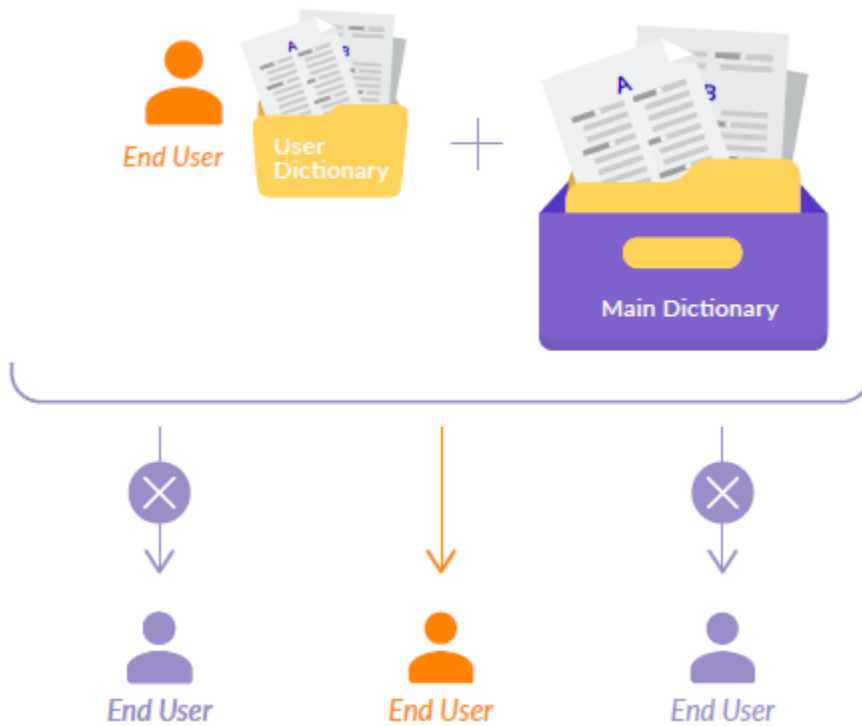 A
B
End User
User
Dictionary
A
B
Main Dictionary
End User
End User
End User